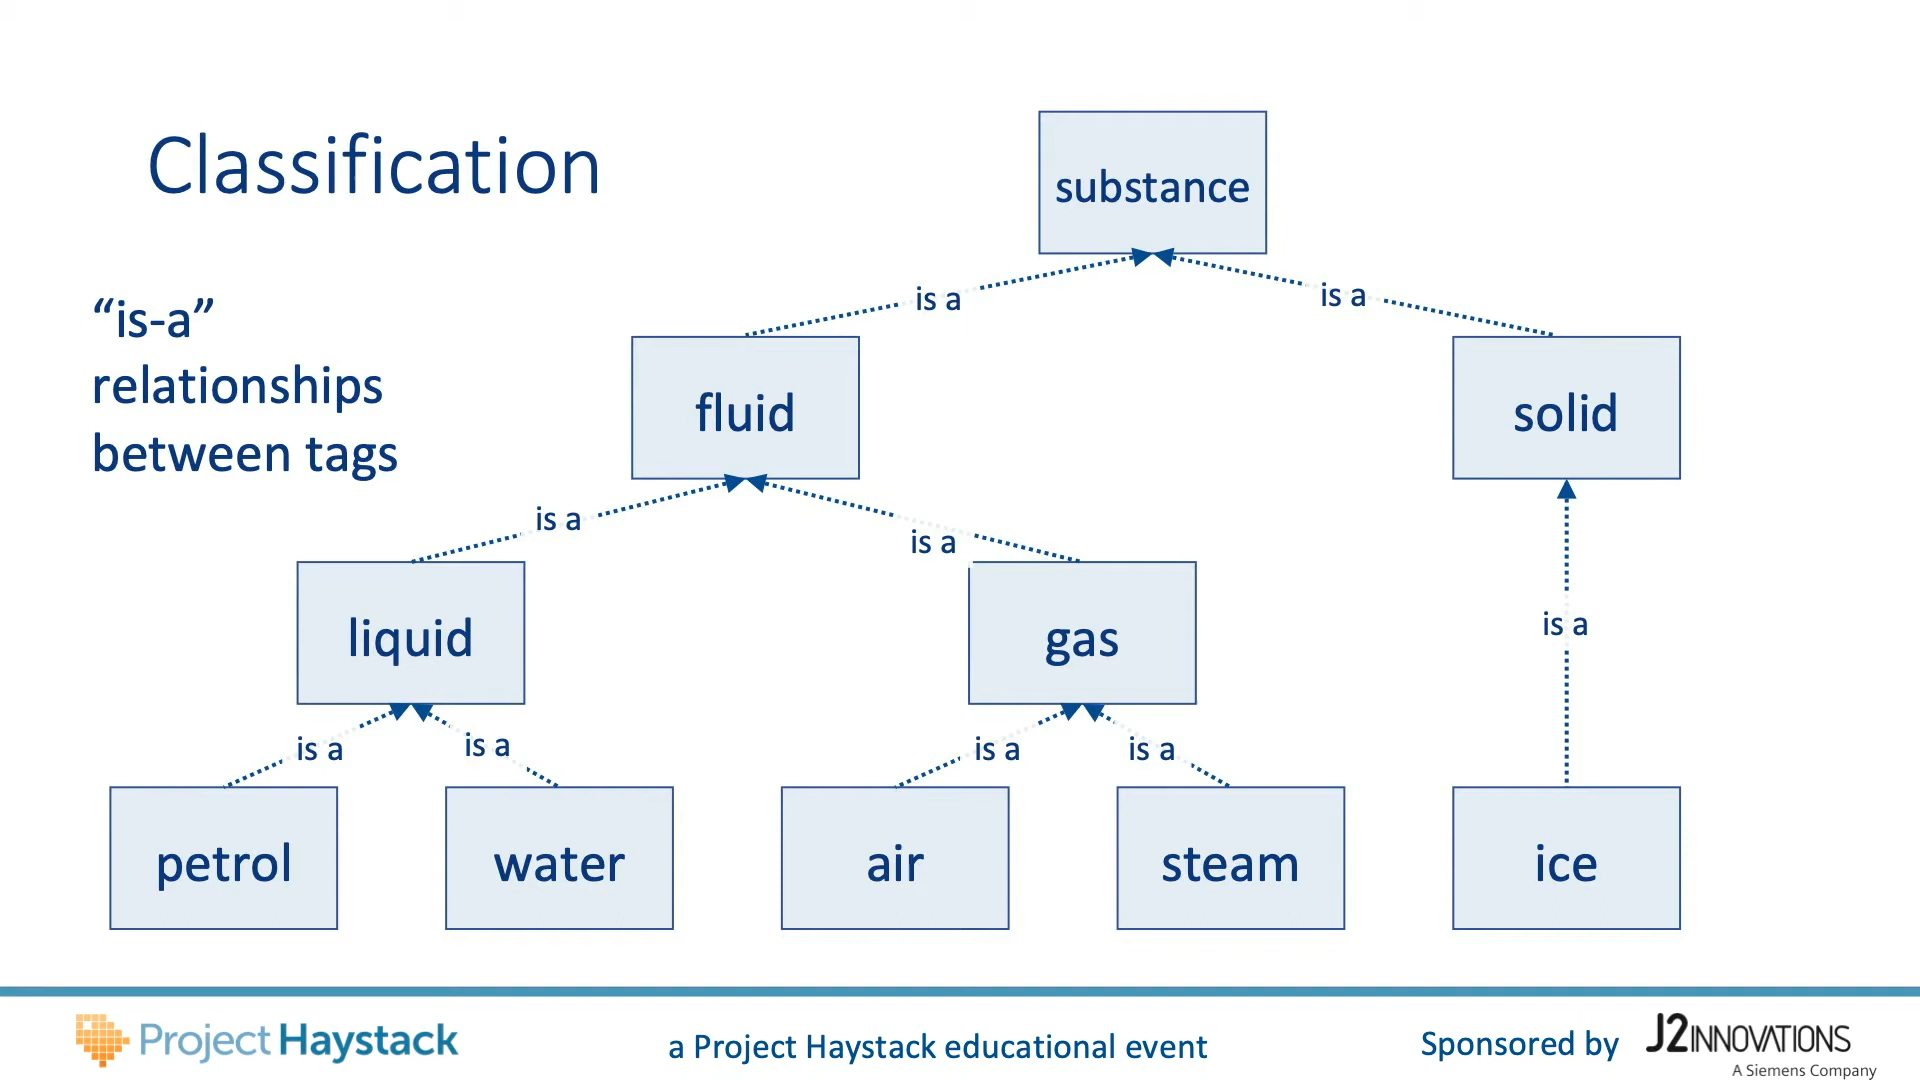 Classification
“is-a”
relationships
between tags
substance
is a
is a
fluid
solid
is a
is a
is a
liquid
gas
is a
is a
is a
is a
petrol
water
air
steam
ice
Project Haystack
a Project Haystack educational event
Sponsored by
J2INNOVATIONS
A Siemens Company